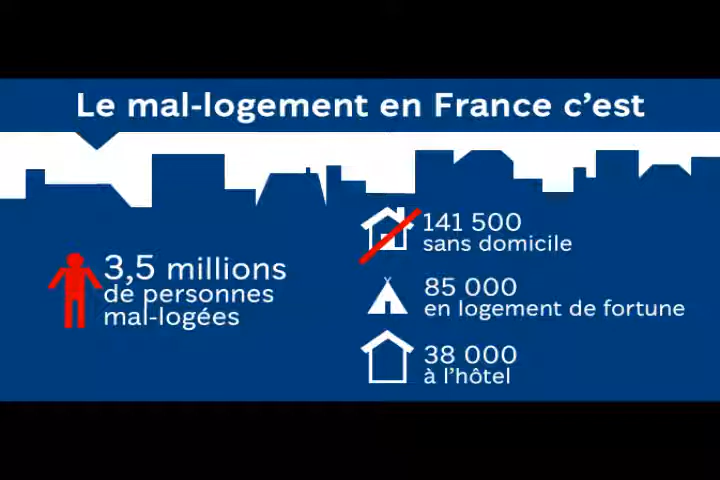 Le mal-logement en France c’est
3,5 millions
de personnes
mal-logées
141 500
sans domicile
85 000
en logement de fortune
38 000
à l’hôtel